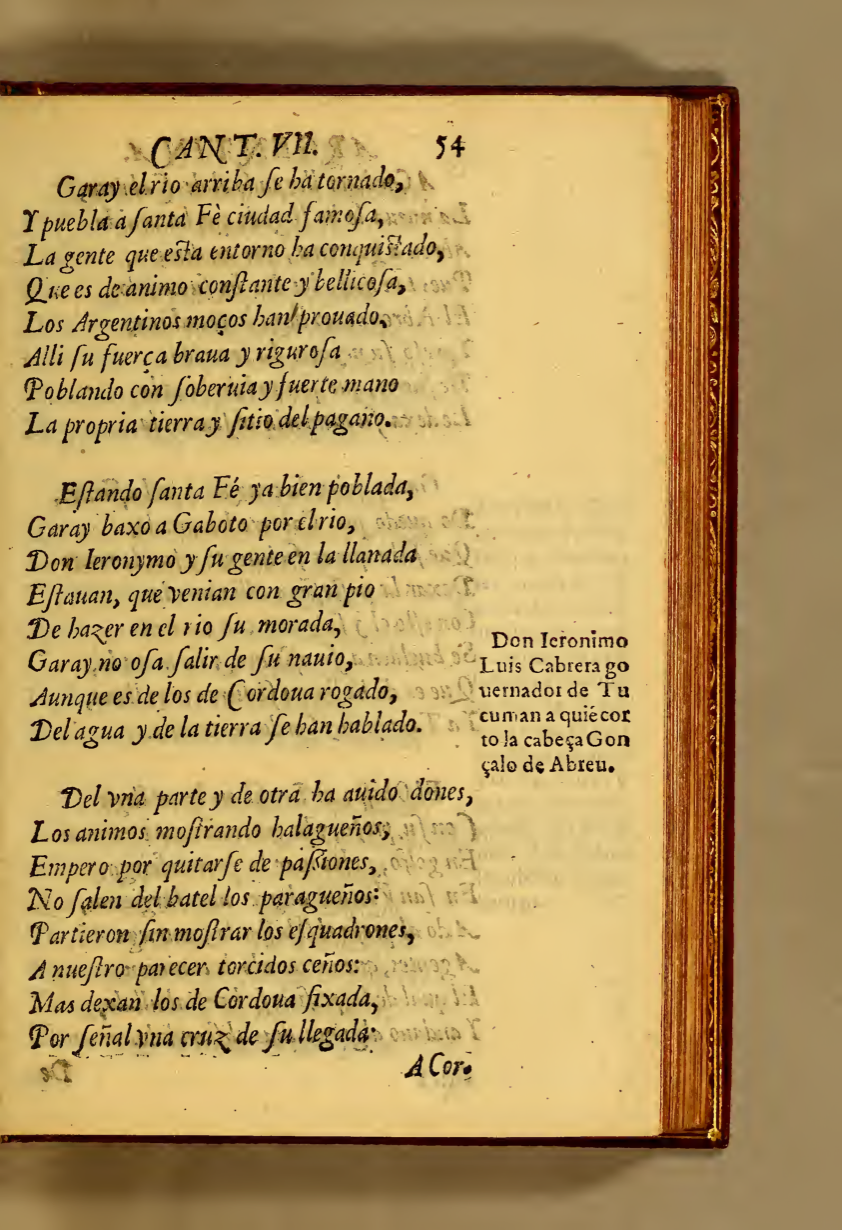 CANT. VII. 54
Garay el rio arriba ſe ha tornado,
Y puebla à ſanta Fè ciudad famoſa,
La gente que eſta entorno ha conquiſtado,
Que es de animo conſtante y bellicoſa,
Los Argentinos moços han prouado,
Alli ſu fuerça braua y riguroſa
Poblando con ſoberuia y fuerte mano
La propria tierra y ſitio del pagano.
Eſtando ſanta Fé ya bien poblada,
Garay baxo a Gaboto por el rio,
Don Ieronymo y ſu gente en la llanada
Eſtauan, que venian con gran pio
De hazer en el rio ſu morada,
Garay no oſa ſalir de ſu nauio,
Aunque es de los de Cordoua rogado,
Del agua y de la tierra ſe han hablado.
Don Ieronimo
Luis Cabrera go
uernador de Tu
cuman a quié cor
to la cabeça Gon
çalo de Abreu.
Del vna parte y de otra ha auido dones,
Los animos moſtrando halagueños,
Empero por quitarſe de paſsiones,
No ſalen del batel los paragueños:
Partieron ſin moſtrar los eſquadrones,
A nueſtro parecer torcidos ceños:
Mas dexan los de Cordoua fixada,
Por ſeñal vna cruz de ſu llegada:
A Cor.